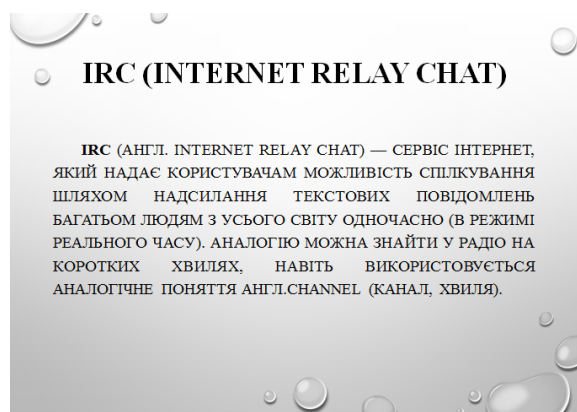 IRC (INTERNET RELAY CHAT)
IRC (АНГЛ. INTERNET RELAY CHAT) — СЕРВІС ІНТЕРНЕТ,
ЯКИЙ НАДАЄ КОРИСТУВАЧАМ МОЖЛИВІСТЬ СПІЛКУВАННЯ
ШЛЯХОМ НАДСИЛАННЯ ТЕКСТОВИХ ПОВІДОМЛЕНЬ
БАГАТЬОМ ЛЮДЯМ З УСЬОГО СВІТУ ОДНОЧАСНО (В РЕЖИМІ
РЕАЛЬНОГО ЧАСУ). АНАЛОГІЮ МОЖНА ЗНАЙТИ У РАДІО НА
КОРОТКИХ ХВИЛЯХ, НАВІТЬ ВИКОРИСТОВУЄТЬСЯ
АНАЛОГІЧНЕ ПОНЯТТЯ АНГЛ.CHANNEL (КАНАЛ, ХВИЛЯ).